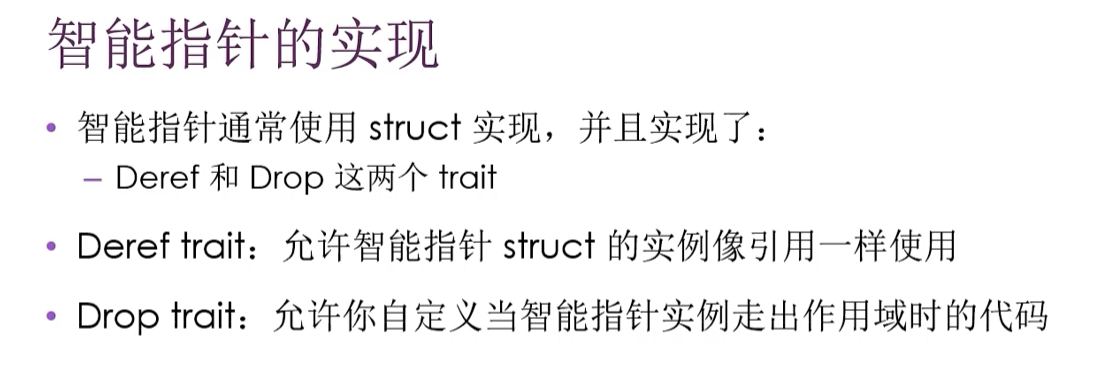 智能指针的实现
• 智能指针通常使用 struct 实现，并且实现了：
– Deref 和 Drop 这两个 trait
• Deref trait：允许智能指针 struct 的实例像引用一样使用
• Drop trait：允许你自定义当智能指针实例走出作用域时的代码